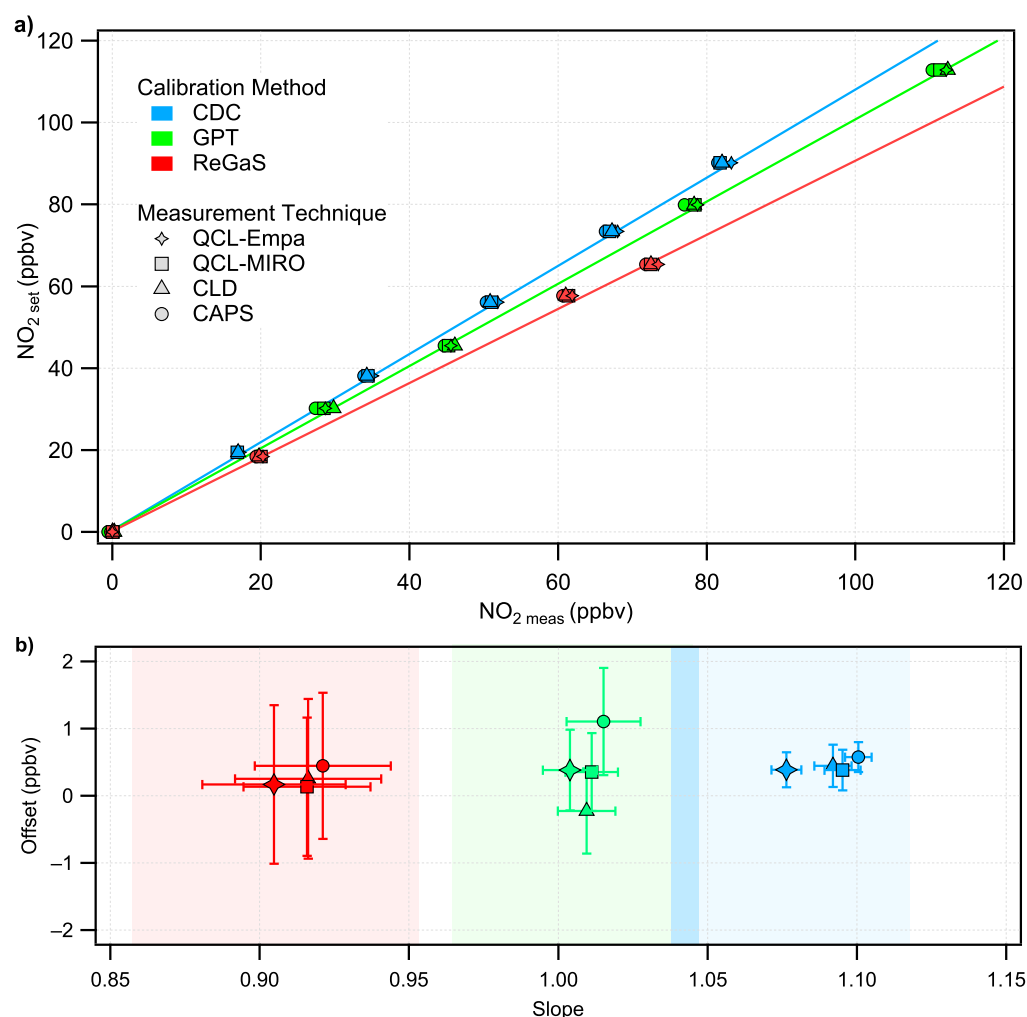 a)
120
100
80
60
40
20
0
NO2 set (ppbv)
Calibration Method
CDC
GPT
ReGaS
Measurement Technique
QCL-Empa
QCL-MIRO
CLD
CAPS
0 20 40 60 80 100 120
NO2 meas (ppbv)
b)
2
1
0
–1
–2
Offset (ppbv)
0.85 0.90 0.95 1.00 1.05 1.10 1.15
Slope